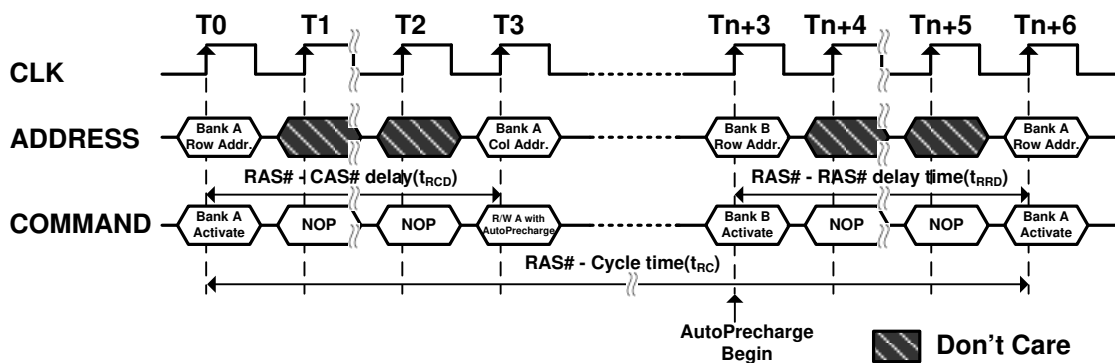 T0 T1 T2 T3 Tn+3 Tn+4 Tn+5 Tn+6
CLK
ADDRESS
Bank A
Row Addr.
Bank A
Col Addr.
Bank B
Row Addr.
Bank A
Row Addr.
RAS# - CAS# delay(tRCD)
RAS# - RAS# delay time(tRRD)
COMMAND
Bank A
Activate
NOP
NOP
R/W A with
AutoPrecharge
Bank B
Activate
NOP
NOP
Bank A
Activate
RAS# - Cycle time(tRC)
AutoPrecharge
Begin
Don't Care